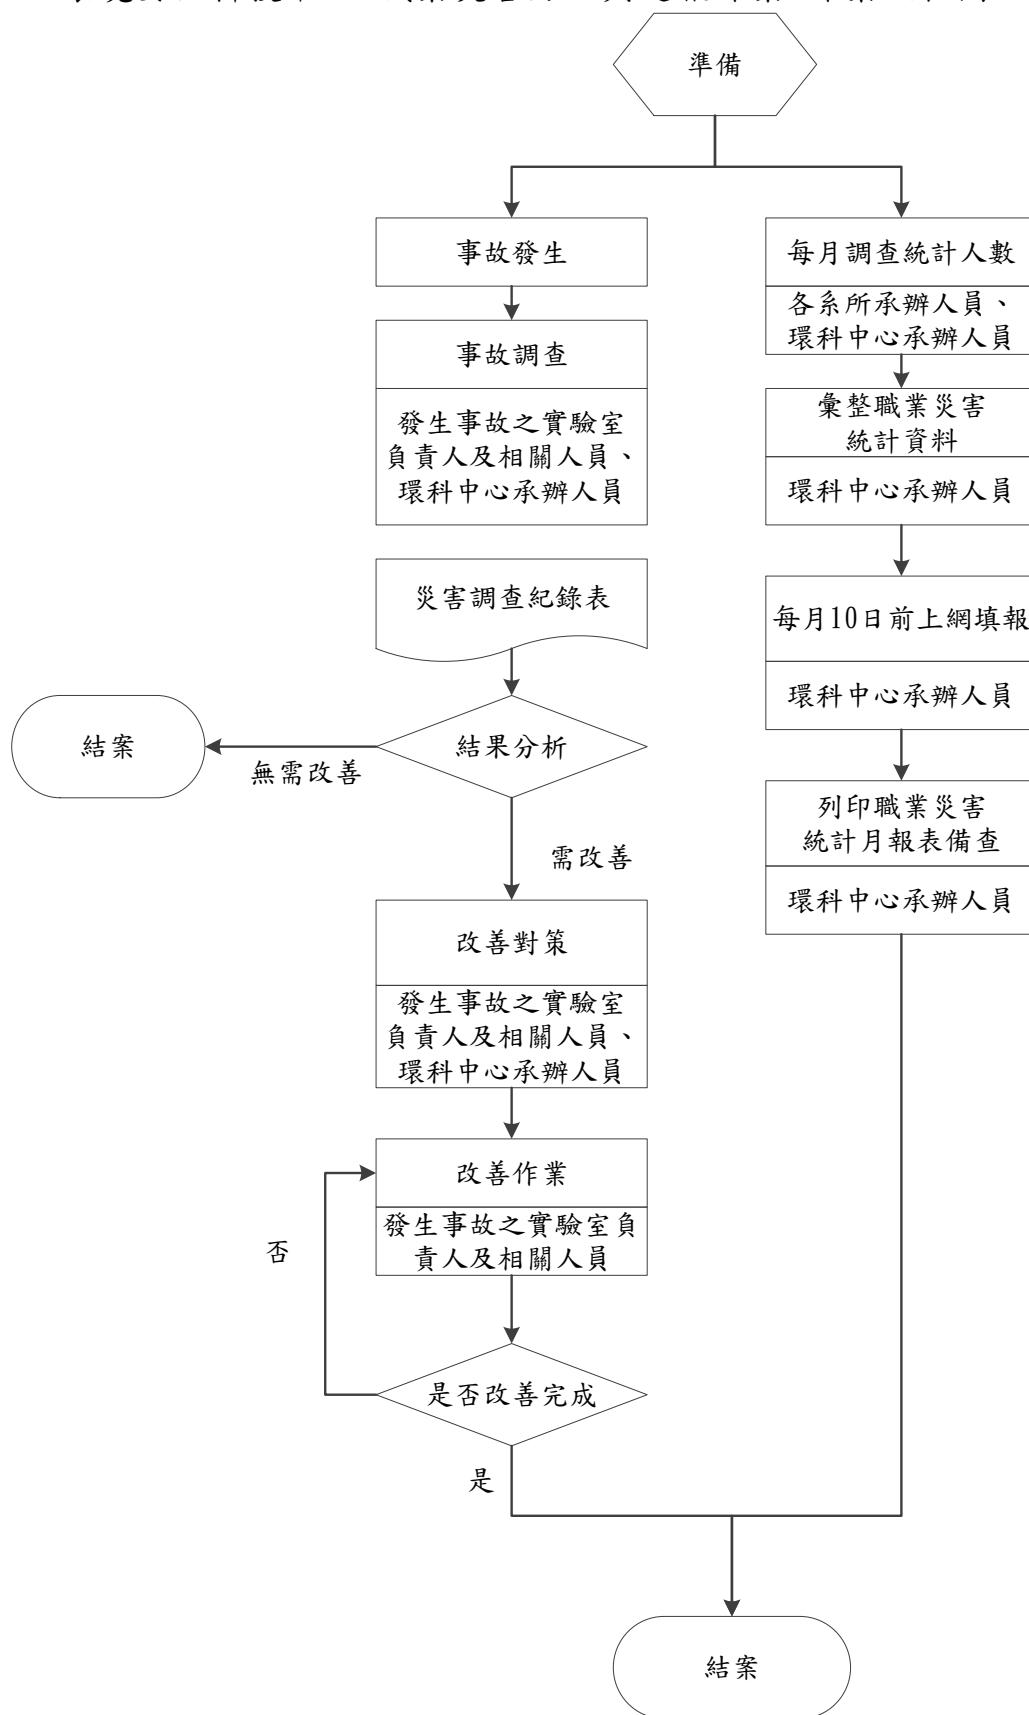 準備
事故發生
事故調查
發生事故之實驗室
負責人及相關人員、
環科中心承辦人員
災害調查紀錄表
結果分析
無需改善
結案
需改善
改善對策
發生事故之實驗室
負責人及相關人員、
環科中心承辦人員
改善作業
發生事故之實驗室負
責人及相關人員
否
是否改善完成
是
每月調查統計人數
各系所承辦人員、
環科中心承辦人員
彙整職業災害
統計資料
環科中心承辦人員
每月10日前上網填報
環科中心承辦人員
列印職業災害
統計月報表備查
環科中心承辦人員
結案